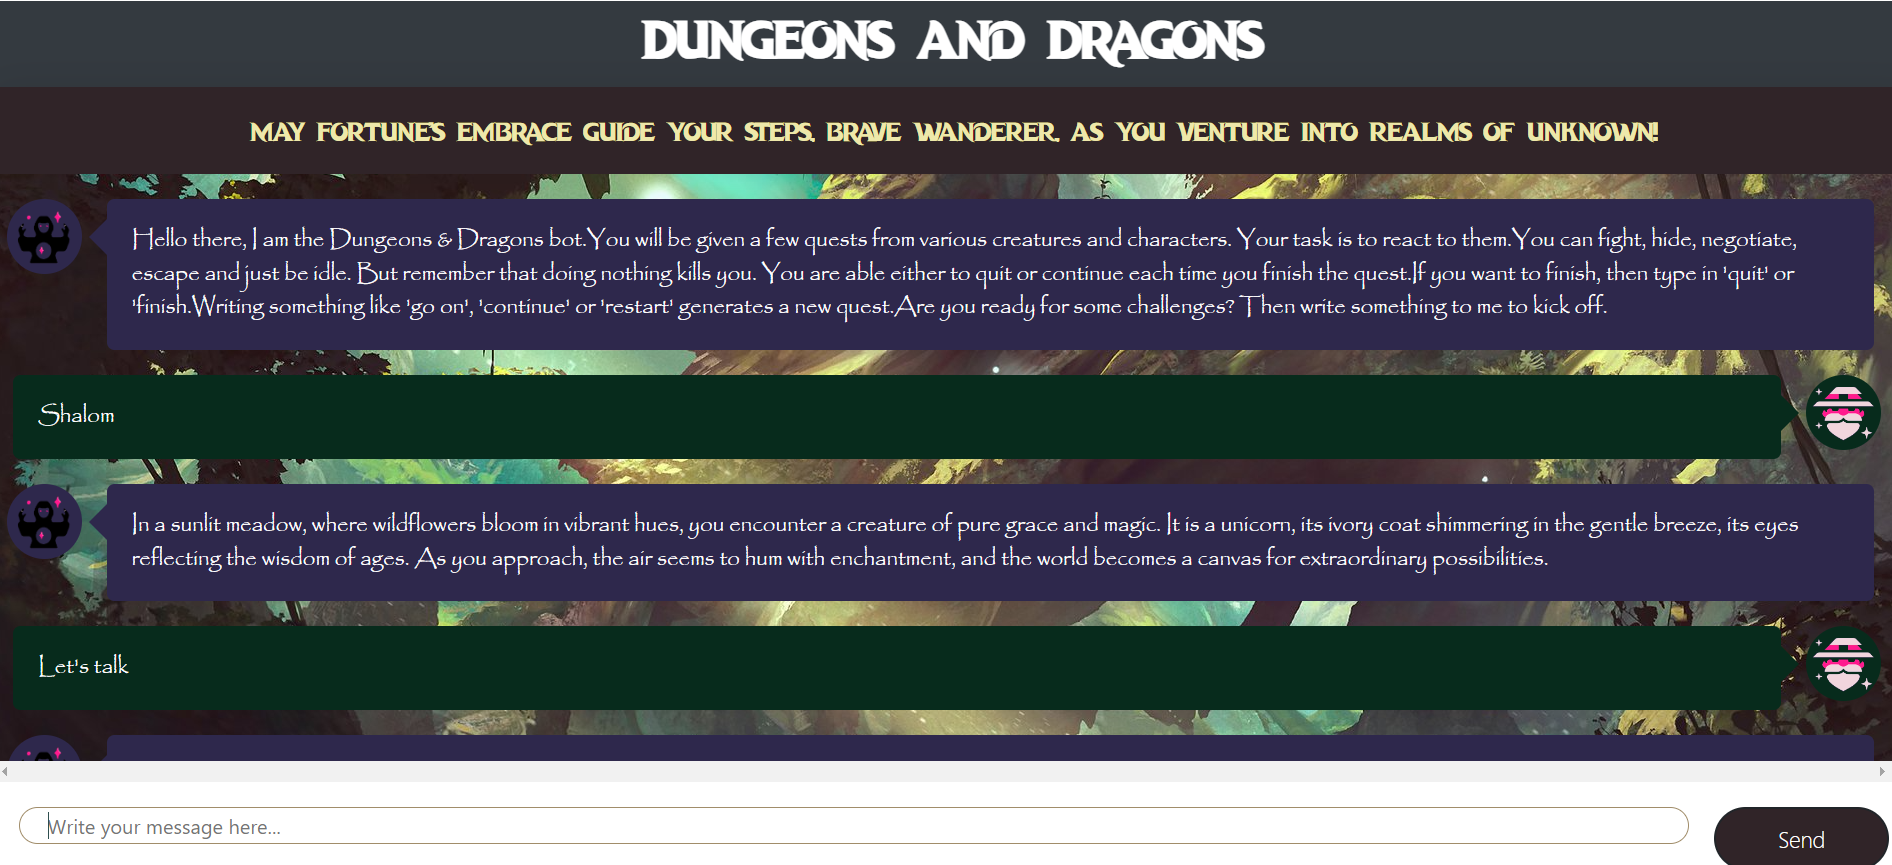 DUNGEONS AND DRAGONS
MAY FORTUNE'S EMBRACE GUIDE YOUR STEPS, BRAVE WANDERER, AS YOU VENTURE INTO REALMS OF UNKNOWN!
Hello there, I am the Dungeons & Dragons bot.You will be given a few quests from various creatures and characters. Your task is to react to them.You can fight, hide, negotiate,
escape and just be idle. But remember that doing nothing kills you. You are able either to quit or continue each time you finish the quest.If you want to finish, then type in 'quit' or
'finish.Writing something like 'go on', 'continue' or 'restart' generates a new quest.Are you ready for some challenges? Then write something to me to kick off.
Shalom
In a sunlit meadow, where wildflowers bloom in vibrant hues, you encounter a creature of pure grace and magic. It is a unicorn, its ivory coat shimmering in the gentle breeze, its eyes
reflecting the wisdom of ages. As you approach, the air seems to hum with enchantment, and the world becomes a canvas for extraordinary possibilities.
Let's talk
Write your message here...
Send